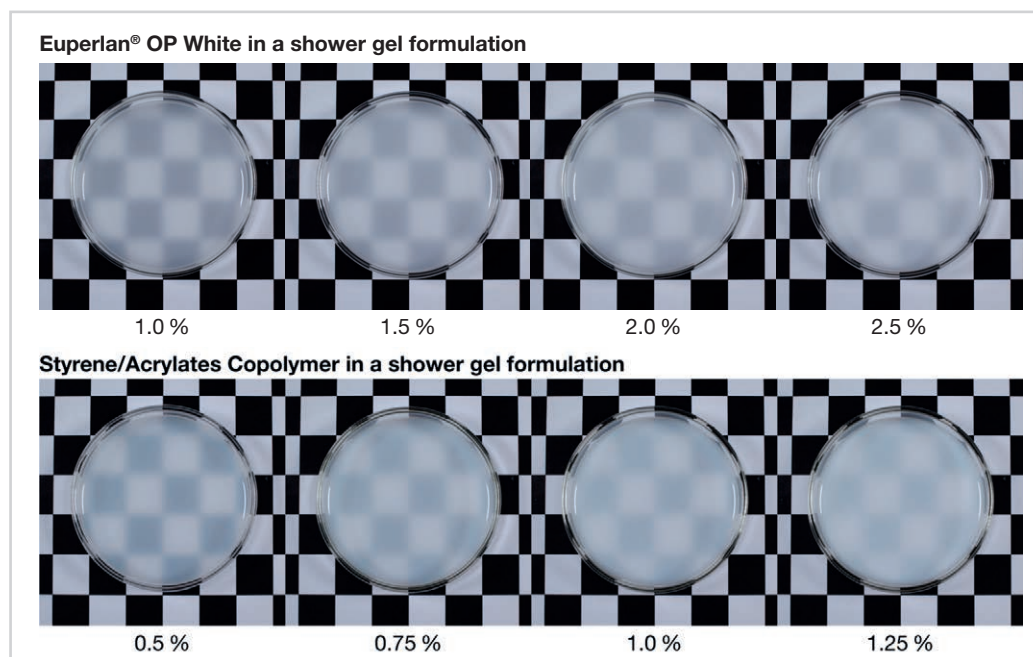 Euperlan® OP White in a shower gel formulation
1.0 % 1.5 % 2.0 % 2.5 %
Styrene/Acrylates Copolymer in a shower gel formulation
0.5 % 0.75 % 1.0 % 1.25 %